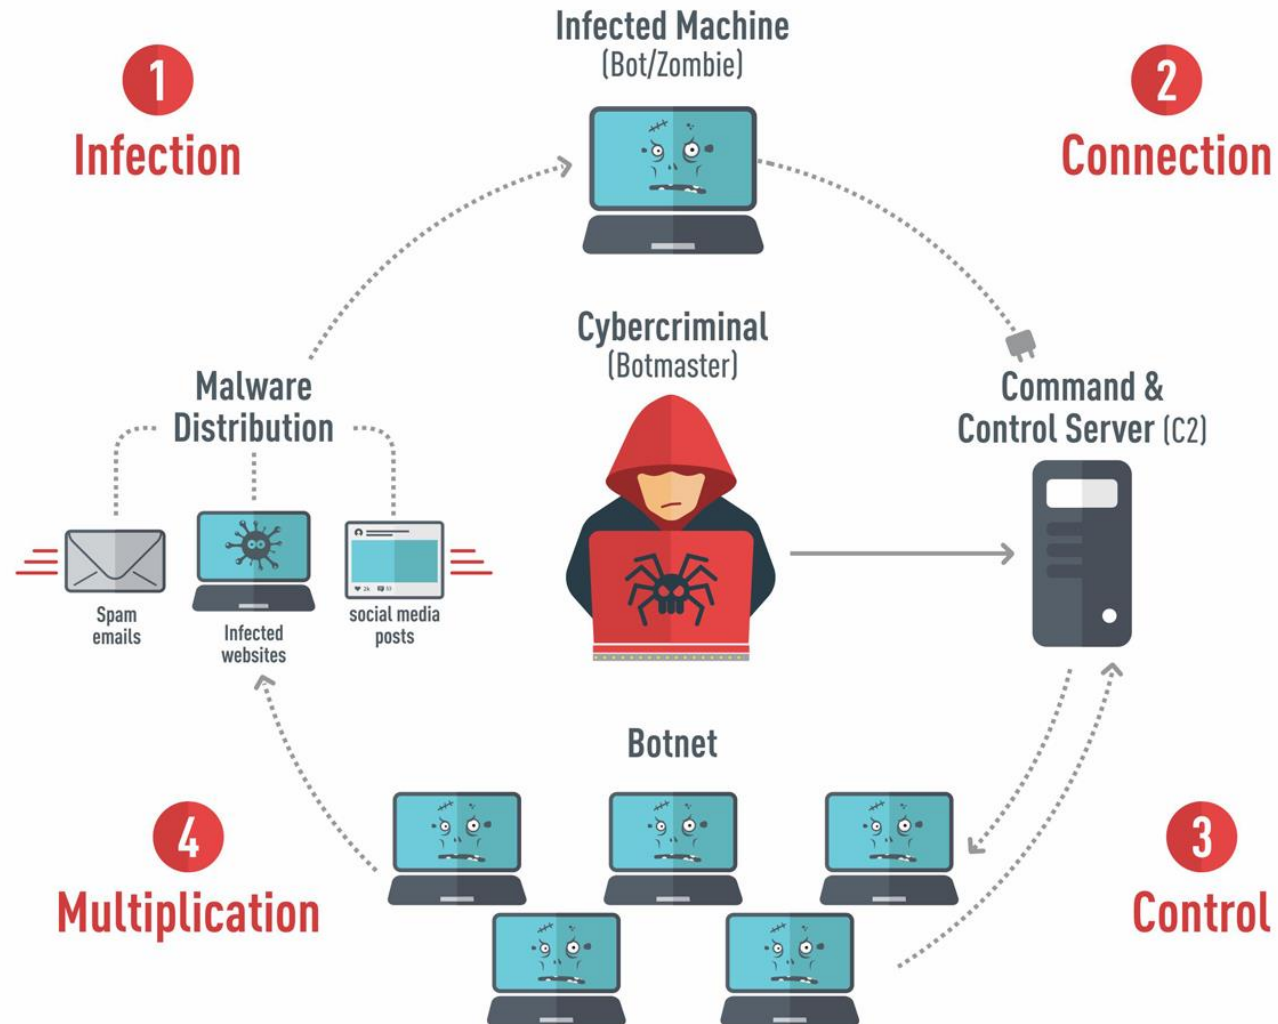 Infected Machine
(Bot/Zombie)
1
Infection
2
Connection
Cybercriminal
(Botmaster)
Malware
Distribution
Command &
Control Server (C2)
Spam
emails
Infected
websites
social media
posts
Botnet
4
Multiplication
3
Control